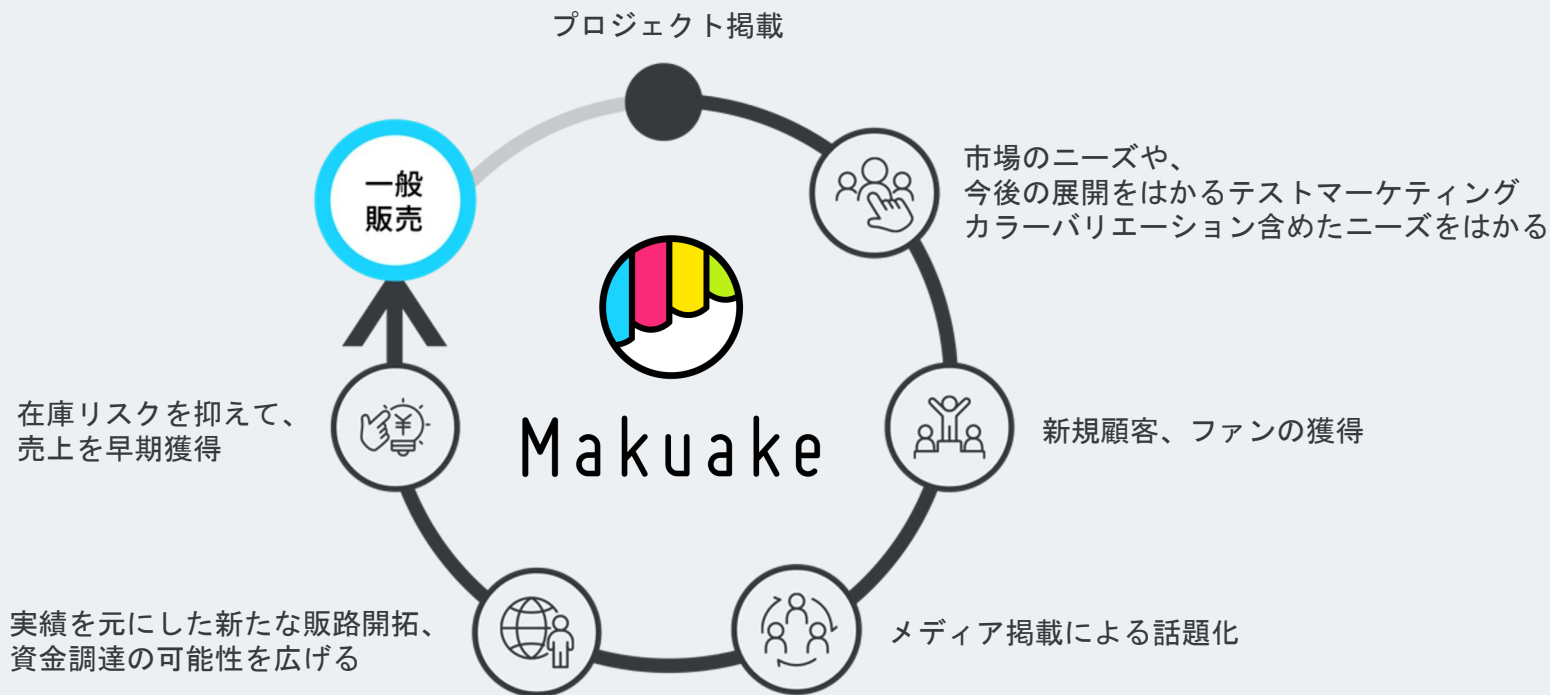 プロジェクト掲載
市場のニーズや、
今後の展開をはかるテストマーケティング
カラーバリエーション含めたニーズをはかる
新規顧客、ファンの獲得
メディア掲載による話題化
実績を元にした新たな販路開拓、
資金調達の可能性を広げる
在庫リスクを抑えて、
売上を早期獲得
¥
一般
販売
Makuake